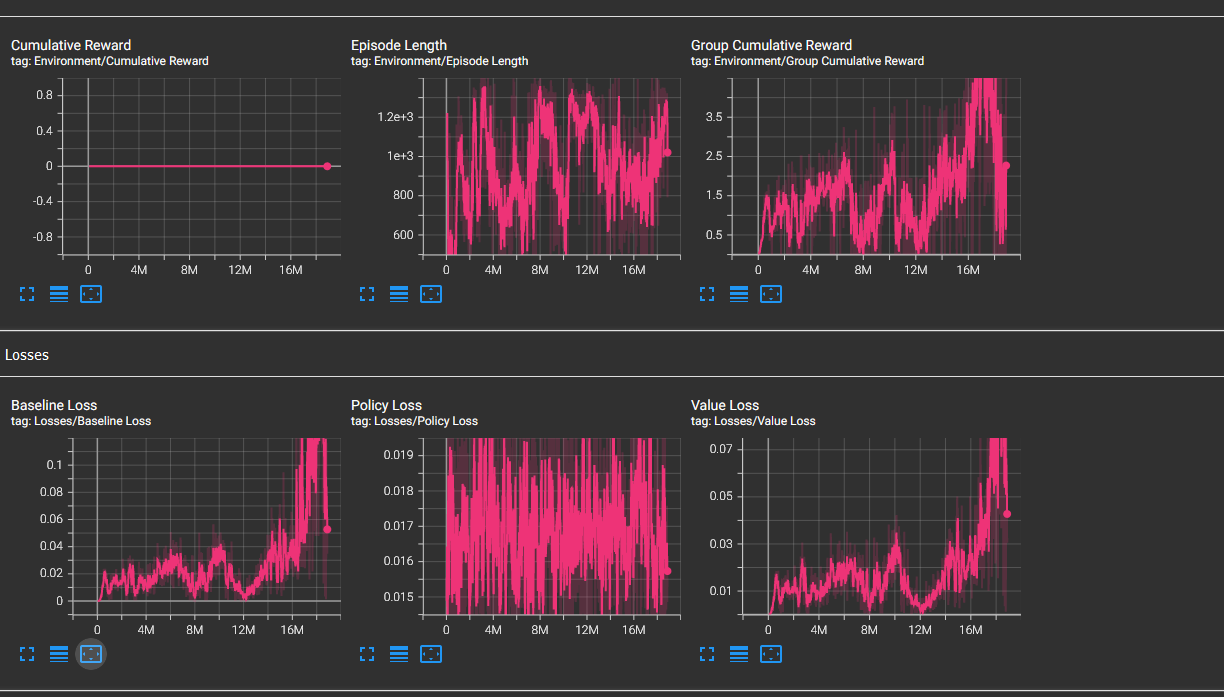 Cumulative Reward
tag: Environment/Cumulative Reward
0.8
0.4
0
-0.4
-0.8
0 4M 8M 12M 16M
Episode Length
tag: Environment/Episode Length
1.2e+3
1e+3
800
600
0 4M 8M 12M 16M
Group Cumulative Reward
tag: Environment/Group Cumulative Reward
3.5
2.5
1.5
0.5
0 4M 8M 12M 16M
Losses
Baseline Loss
tag: Losses/Baseline Loss
0.1
0.08
0.06
0.04
0.02
0
0 4M 8M 12M 16M
Policy Loss
tag: Losses/Policy Loss
0.019
0.018
0.017
0.016
0.015
0 4M 8M 12M 16M
Value Loss
tag: Losses/Value Loss
0.07
0.05
0.03
0.01
0 4M 8M 12M 16M